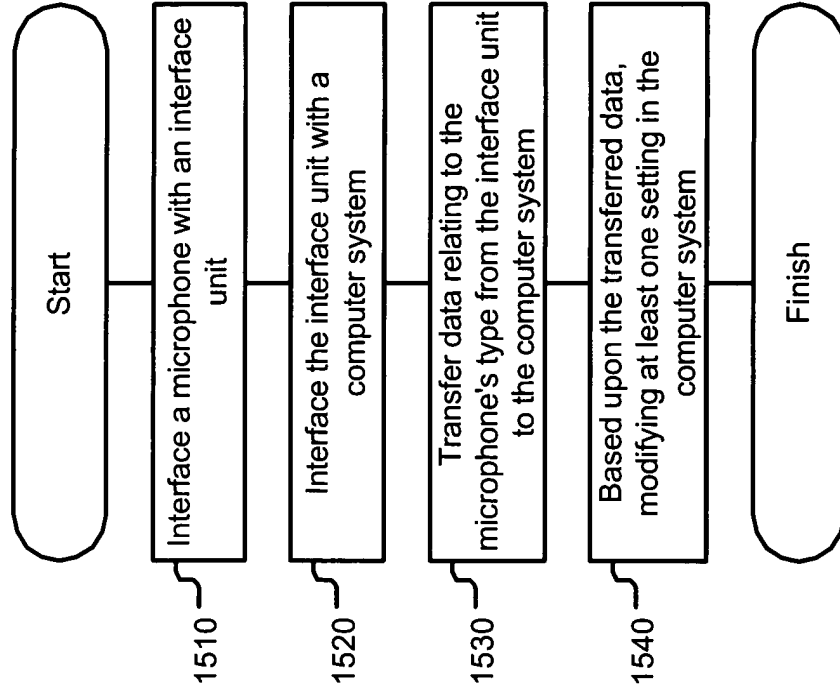 Start
1510
Interface a microphone with an interface
unit
1520
Interface the interface unit with a
computer system
1530
Transfer data relating to the
microphone's type from the interface unit
to the computer system
1540
Based upon the transferred data,
modifying at least one setting in the
computer system
Finish